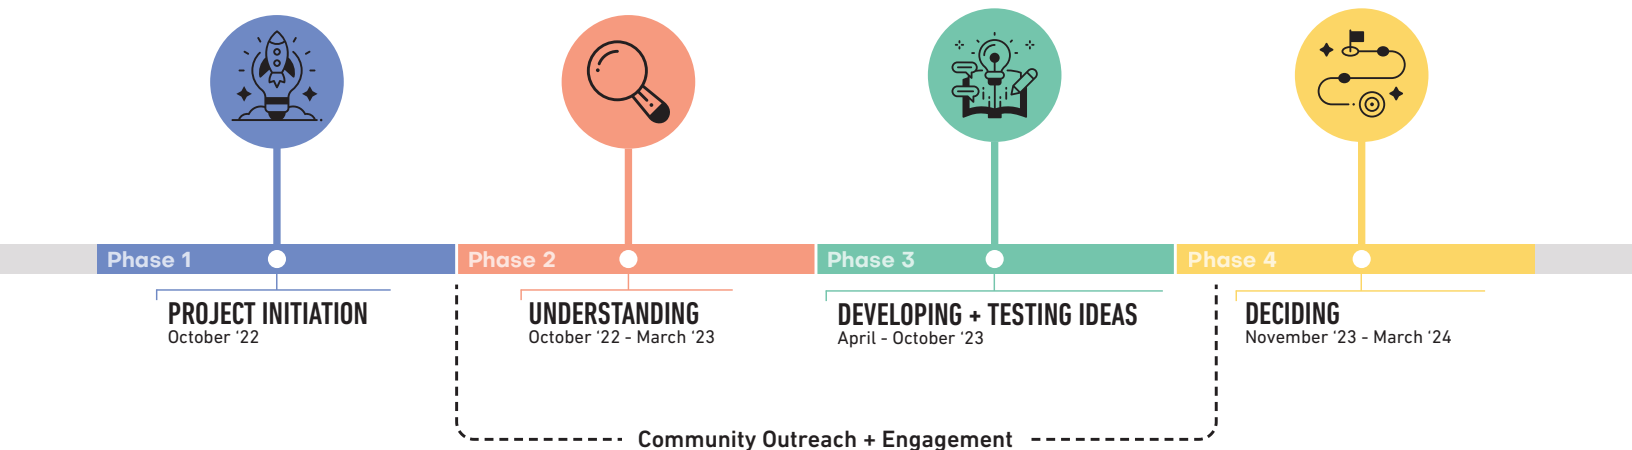 Phase 1
Phase 2
Phase 3
Phase 4
PROJECT INITIATION
October ‘22
UNDERSTANDING
October ‘22 - March ‘23
DEVELOPING + TESTING IDEAS
April - October ‘23
DECIDING
November ‘23 - March ‘24
Community Outreach + Engagement